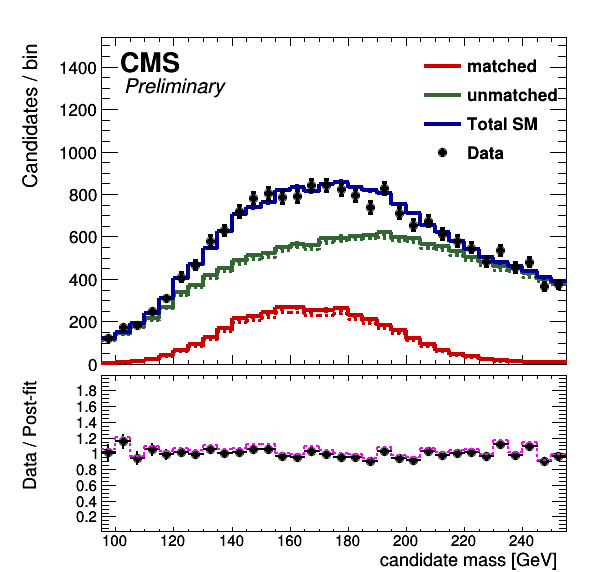 CMS
Preliminary
matched
unmatched
Total SM
Data
Candidates / bin
1400
1200
1000
800
600
400
200
0
Data / Post-fit
1.8
1.6
1.4
1.2
1
0.8
0.6
0.4
0.2
100 120 140 160 180 200 220 240
candidate mass [GeV]